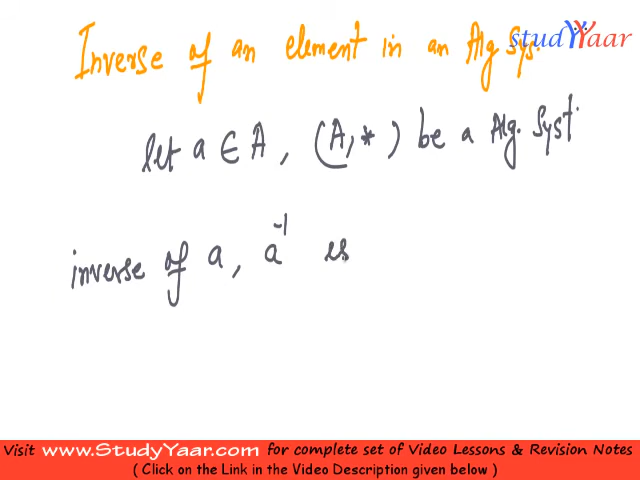 Inverse of an element in an Alg Sys.
studYYaar
let a ∈ A, (A, *) be a Alg. Syst.
inverse of a, a⁻¹ is
Visit www.StudyYaar.com for complete set of Video Lessons & Revision Notes
( Click on the Link in the Video Description given below )